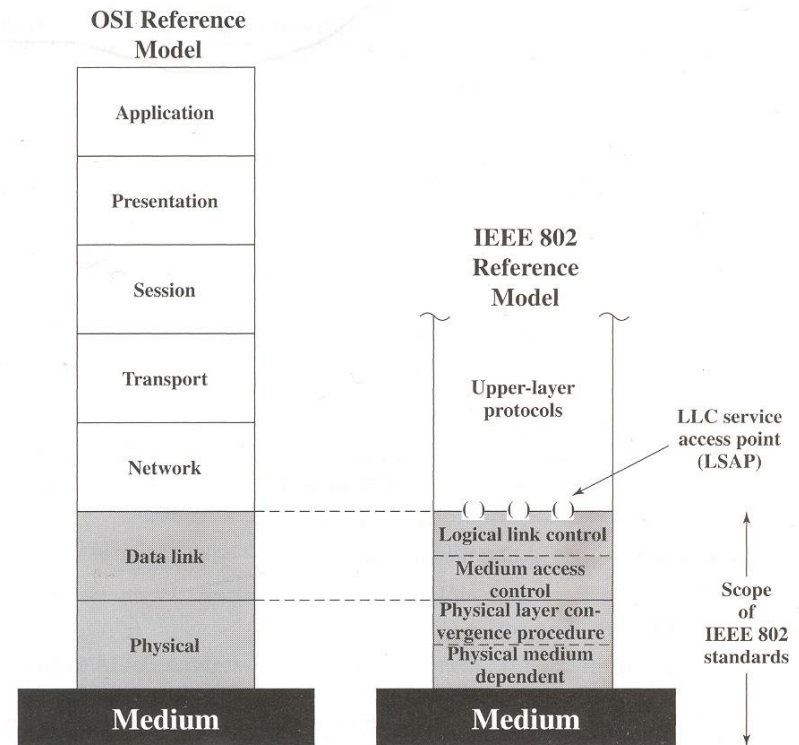 OSI Reference
Model
Application
Presentation
Session
Transport
Network
Data link
Physical
Medium
IEEE 802
Reference
Model
Upper-layer
protocols
LLC service
access point
(LSAP)
Logical link control
Medium access
control
Physical layer con-
vergence procedure
Physical medium
dependent
Medium
Scope
of
IEEE 802
standards